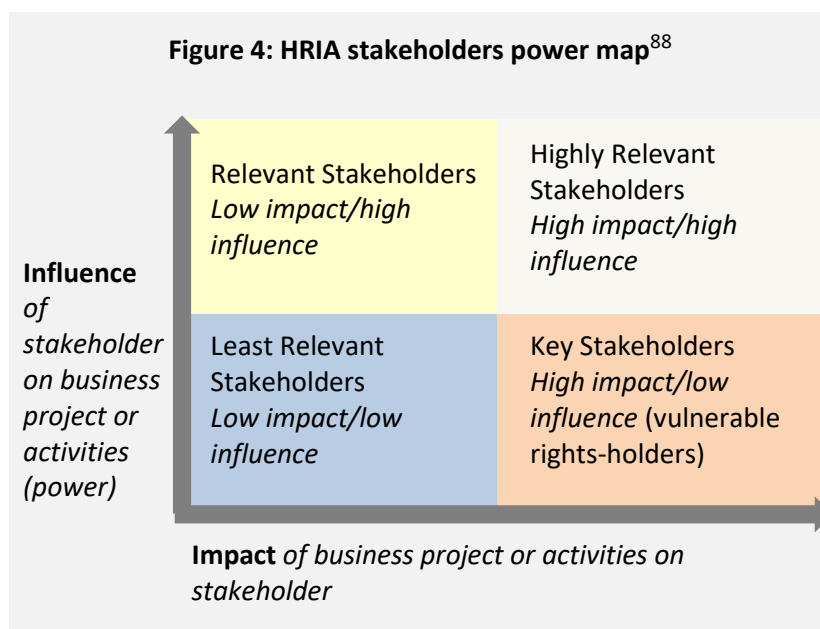 Figure 4: HRIA stakeholders power map88
Relevant Stakeholders
Low impact/high
influence
Highly Relevant
Stakeholders
High impact/high
influence
Influence
of
stakeholder
on business
project or
activities
(power)
Least Relevant
Stakeholders
Low impact/low
influence
Key Stakeholders
High impact/low
influence (vulnerable
rights-holders)
Impact of business project or activities on
stakeholder